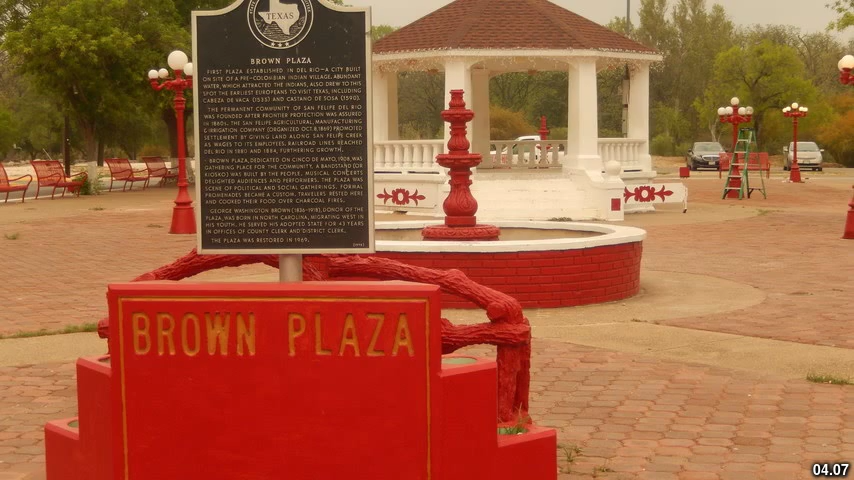 TEXAS
BROWN PLAZA
FIRST PLAZA ESTABLISHED IN DEL RIO—A CITY BUILT
ON SITE OF A PRE-COLOMBIAN INDIAN VILLAGE, ABUNDANT
WATER, WHICH ATTRACTED THE INDIANS, ALSO DREW TO THIS
SPOT THE EARLIEST EUROPEANS TO VISIT TEXAS, INCLUDING
CABEZA DE VACA (1535) AND CASTANO DE SOSA (1590).
THE PERMANENT COMMUNITY OF SAN FELIPE DEL RIO
WAS FOUNDED AFTER FRONTIER PROTECTION WAS ASSURED
IN 1860s. THE SAN FELIPE AGRICULTURAL, MANUFACTURING
& IRRIGATION COMPANY (ORGANIZED OCT. 8, 1869) PROMOTED
SETTLEMENT BY GIVING LAND ALONG SAN FELIPE CREEK
AS PAY FOR ITS EMPLOYEES. RAILROAD LINES REACHED
DEL RIO IN 1880 AND 1884, FURTHERING GROWTH.
BROWN PLAZA, DEDICATED ON CINCO DE MAYO, 1908, WAS
GATHERING PLACE FOR THE COMMUNITY. A BANDSTAND (OR
KIOSKO) WAS BUILT BY THE PEOPLE, MUSICAL CONCERTS
DELIGHTED AUDIENCES AND PERFORMERS. THE PLAZA WAS
SCENE OF POLITICAL AND SOCIAL GATHERINGS. FORMAL
PROMENADES BECAME A CUSTOM. TRAVELERS RESTED HERE
AND COOKED THEIR FOOD OVER CHARCOAL FIRES.
GEORGE WASHINGTON BROWN (1836-1918), DONOR OF THE
PLAZA, WAS BORN IN NORTH CAROLINA, MIGRATING WEST IN
HIS YOUTH. HE SERVED HIS ADOPTED STATE FOR 43 YEARS
IN OFFICES OF COUNTY CLERK AND DISTRICT CLERK.
THE PLAZA WAS RESTORED IN 1969.
BROWN PLAZA
04.07